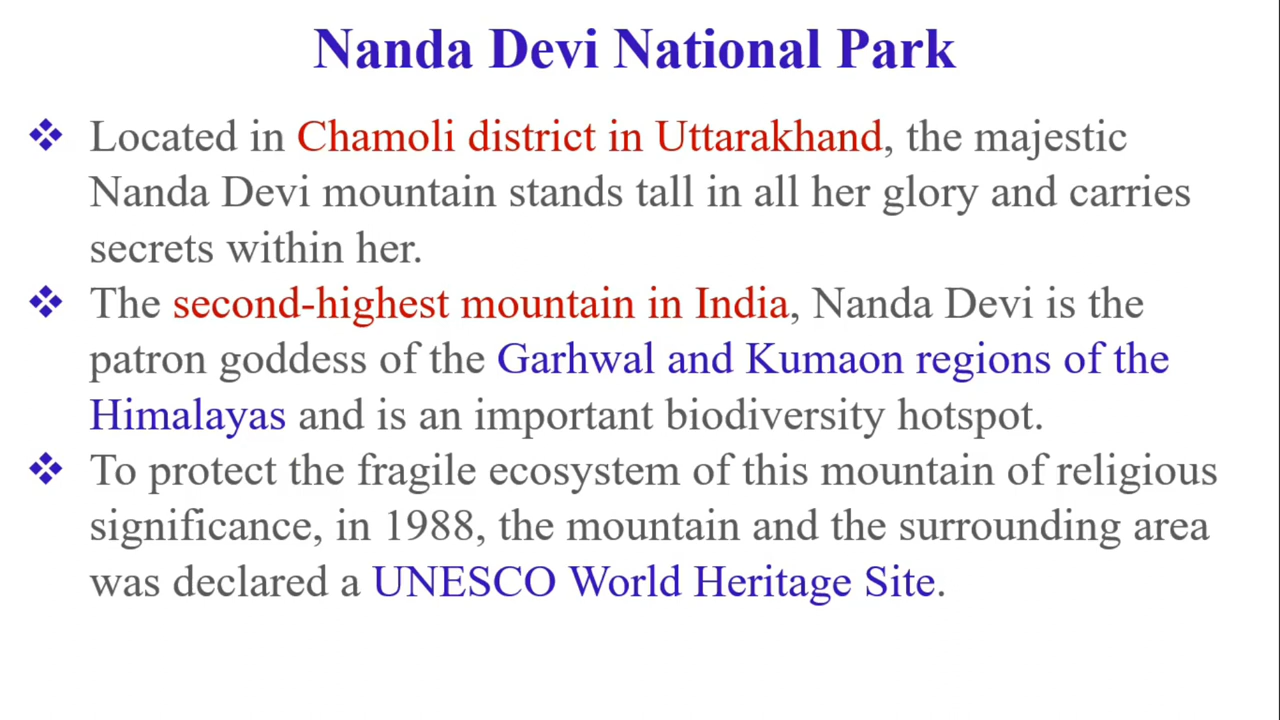 Nanda Devi National Park
❖ Located in Chamoli district in Uttarakhand, the majestic
Nanda Devi mountain stands tall in all her glory and carries
secrets within her.
❖ The second-highest mountain in India, Nanda Devi is the
patron goddess of the Garhwal and Kumaon regions of the
Himalayas and is an important biodiversity hotspot.
❖ To protect the fragile ecosystem of this mountain of religious
significance, in 1988, the mountain and the surrounding area
was declared a UNESCO World Heritage Site.